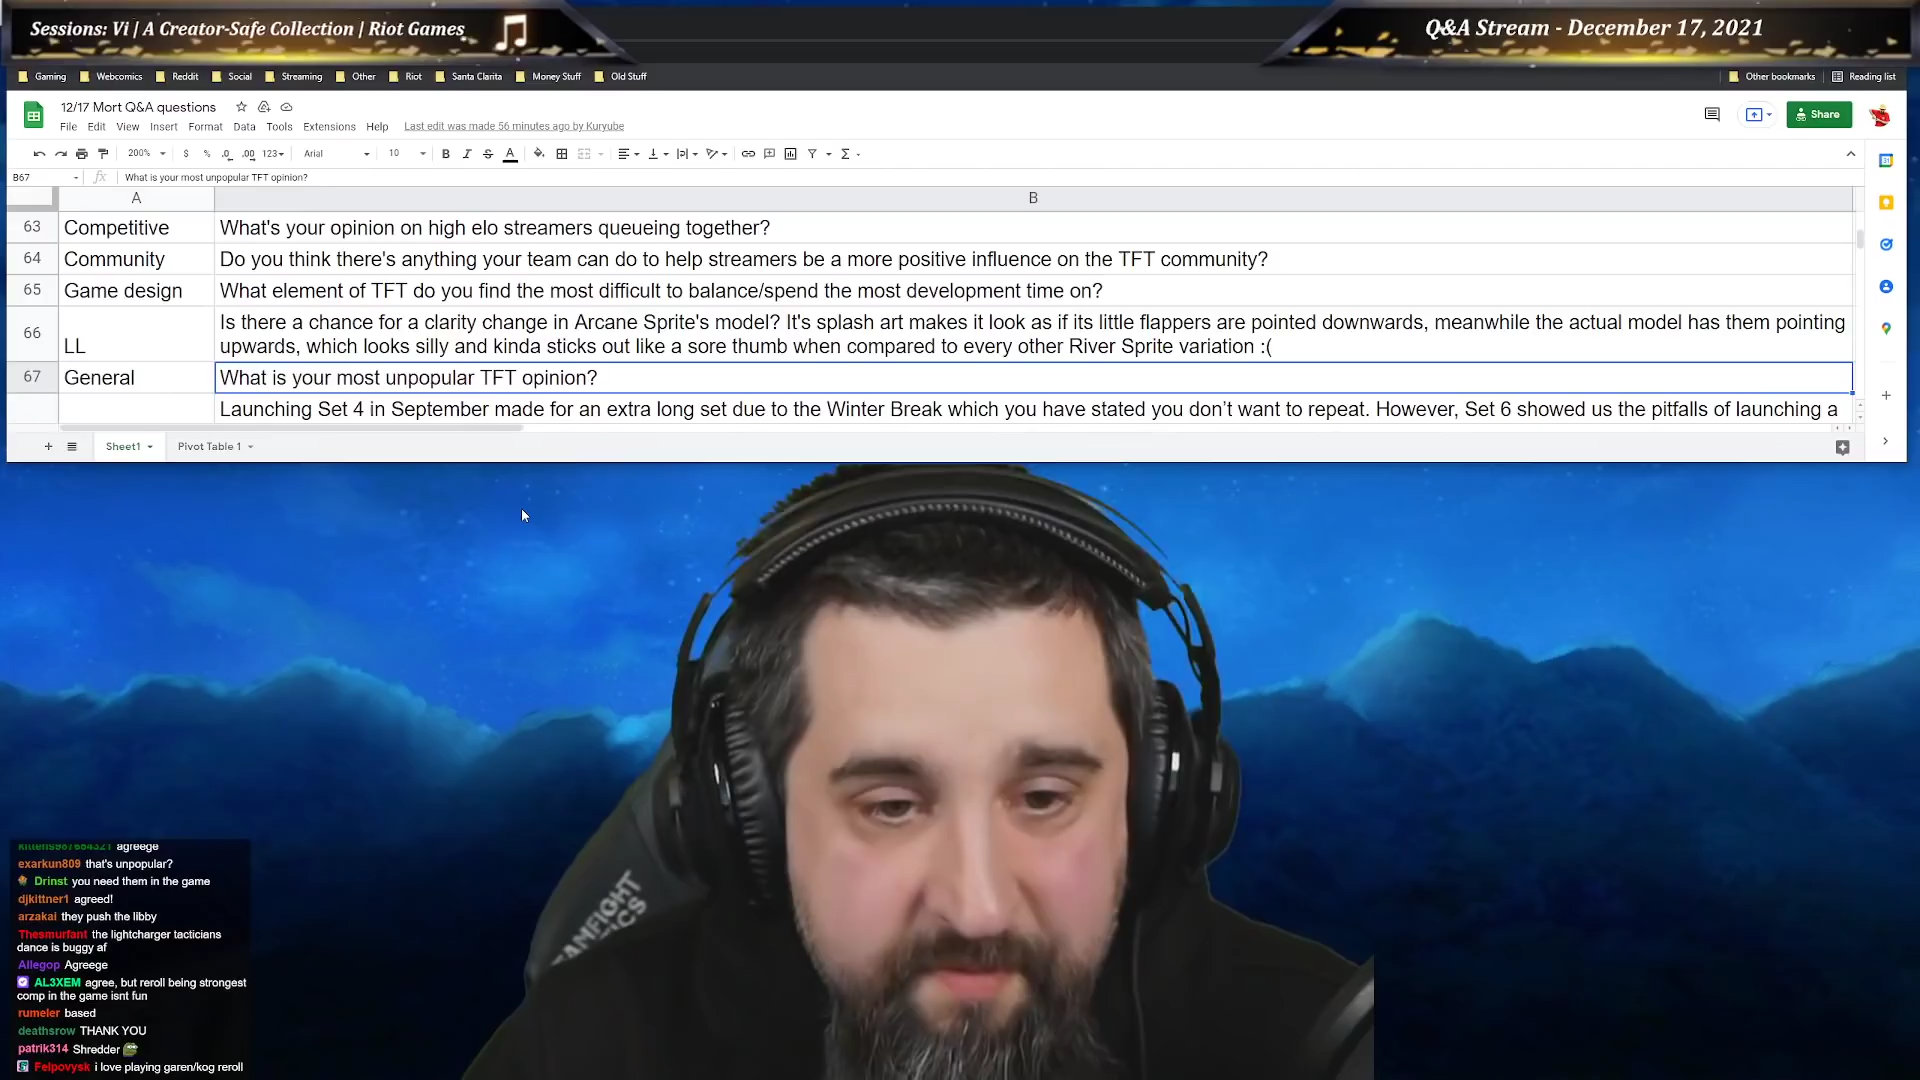 Sessions: Vi | A Creator-Safe Collection | Riot Games
Q&A Stream - December 17, 2021
Gaming Webcomics Reddit Social Streaming Other Riot Santa Clarita Money Stuff Old Stuff Other bookmarks Reading list
12/17 Mort Q&A questions
File Edit View Insert Format Data Tools Extensions Help Last edit was made 56 minutes ago by Kuryube
Share
200% $ % .0 .00 123 Arial 10 B I S A
B67 fx What is your most unpopular TFT opinion?
A B
63 Competitive What's your opinion on high elo streamers queueing together?
64 Community Do you think there's anything your team can do to help streamers be a more positive influence on the TFT community?
65 Game design What element of TFT do you find the most difficult to balance/spend the most development time on?
66 LL Is there a chance for a clarity change in Arcane Sprite's model? It's splash art makes it look as if its little flappers are pointed downwards, meanwhile the actual model has them pointing
upwards, which looks silly and kinda sticks out like a sore thumb when compared to every other River Sprite variation :(
67 General What is your most unpopular TFT opinion?
Launching Set 4 in September made for an extra long set due to the Winter Break which you have stated you don't want to repeat. However, Set 6 showed us the pitfalls of launching a
Sheet1 Pivot Table 1
agreege
exarkun809 that's unpopular?
Drinst you need them in the game
djkittner1 agreed!
arzakai they push the libby
Thesmurfant the lightcharger tacticians
dance is buggy af
Allegop Agreege
AL3XEM agree, but reroll being strongest
comp in the game isnt fun
rumeler based
deathsrow THANK YOU
patrik314 Shredder
Felpovysk i love playing garen/kog reroll